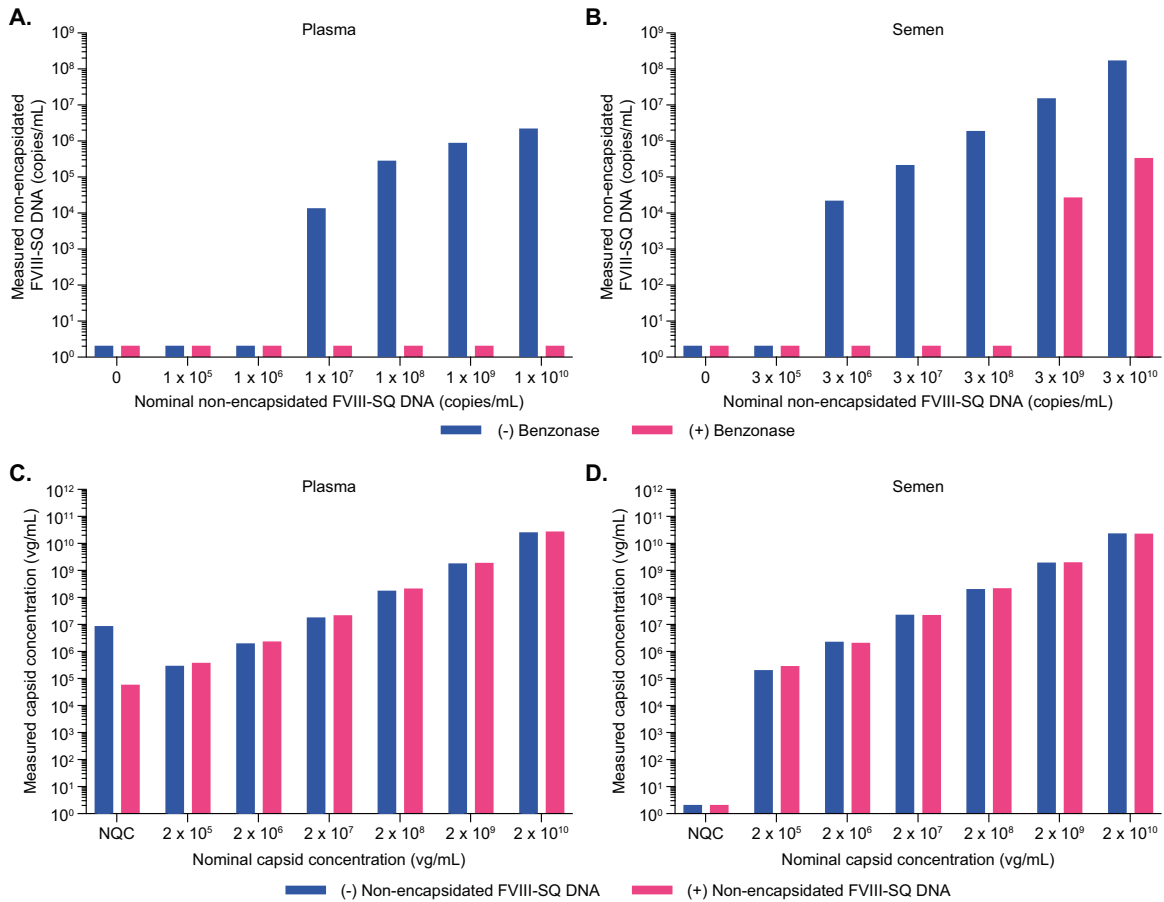 A.
Plasma
10⁹
10⁸
10⁷
10⁶
10⁵
10⁴
10³
10²
10¹
10⁰
Measured non-encapsidated
FVIII-SQ DNA (copies/mL)
0 1 x 10⁵ 1 x 10⁶ 1 x 10⁷ 1 x 10⁸ 1 x 10⁹ 1 x 10¹⁰
Nominal non-encapsidated FVIII-SQ DNA (copies/mL)
B.
Semen
10⁹
10⁸
10⁷
10⁶
10⁵
10⁴
10³
10²
10¹
10⁰
Measured non-encapsidated
FVIII-SQ DNA (copies/mL)
0 3 x 10⁵ 3 x 10⁶ 3 x 10⁷ 3 x 10⁸ 3 x 10⁹ 3 x 10¹⁰
Nominal non-encapsidated FVIII-SQ DNA (copies/mL)
(-) Benzonase (+) Benzonase
C.
Plasma
10¹²
10¹¹
10¹⁰
10⁹
10⁸
10⁷
10⁶
10⁵
10⁴
10³
10²
10¹
10⁰
Measured capsid concentration (vg/mL)
NQC 2 x 10⁵ 2 x 10⁶ 2 x 10⁷ 2 x 10⁸ 2 x 10⁹ 2 x 10¹⁰
Nominal capsid concentration (vg/mL)
D.
Semen
10¹²
10¹¹
10¹⁰
10⁹
10⁸
10⁷
10⁶
10⁵
10⁴
10³
10²
10¹
10⁰
Measured capsid concentration (vg/mL)
NQC 2 x 10⁵ 2 x 10⁶ 2 x 10⁷ 2 x 10⁸ 2 x 10⁹ 2 x 10¹⁰
Nominal capsid concentration (vg/mL)
(-) Non-encapsidated FVIII-SQ DNA (+) Non-encapsidated FVIII-SQ DNA